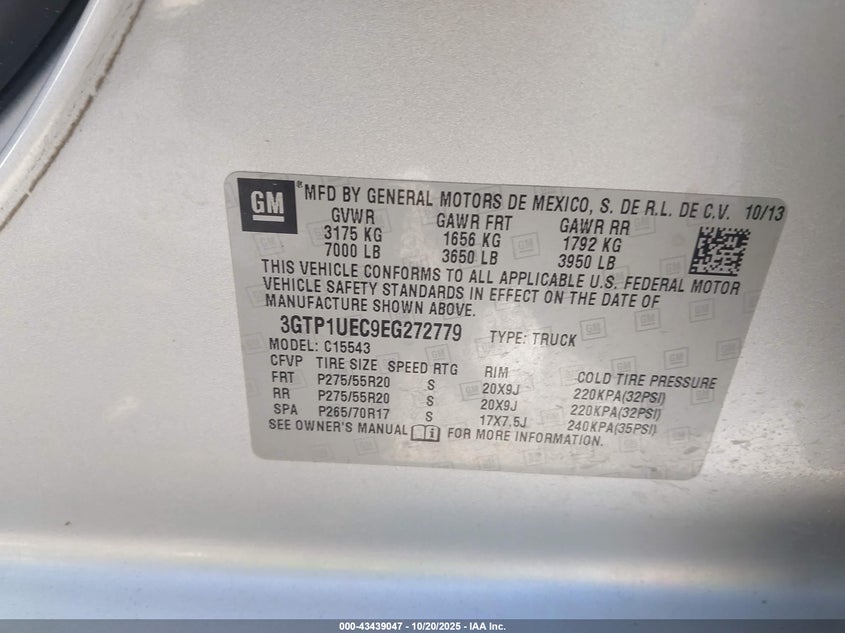 GM ® MFD BY GENERAL MOTORS DE MEXICO, S. DE R.L. DE C.V. 10/13
GVWR GAWR FRT GAWR RR
3175 KG 1656 KG 1792 KG
7000 LB 3650 LB 3950 LB
THIS VEHICLE CONFORMS TO ALL APPLICABLE U.S. FEDERAL MOTOR
VEHICLE SAFETY STANDARDS IN EFFECT ON THE DATE OF
MANUFACTURE SHOWN ABOVE.
3GTP1UEC9EG272779 TYPE: TRUCK
MODEL: C15543
CFVP TIRE SIZE SPEED RTG RIM COLD TIRE PRESSURE
FRT P275/55R20 S 20X9J 220KPA(32PSI)
RR P275/55R20 S 20X9J 220KPA(32PSI)
SPA P265/70R17 S 17X7.5J 240KPA(35PSI)
SEE OWNER'S MANUAL i FOR MORE INFORMATION.
000-43439047 - 10/20/2025 - IAA Inc.